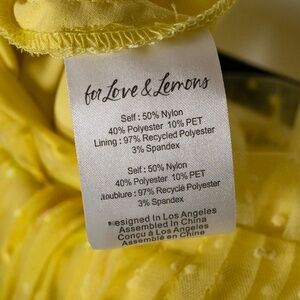 for Love & Lemons
Self : 50% Nylon
40% Polyester 10% PET
Lining : 97% Recycled Polyester
3% Spandex
Self : 50% Nylon
40% Polyester 10% PET
oublure : 97% Recyclé Polyester
3% Spandex
esigned In Los Angeles
Assembled In China
Conçu à Los Angeles
Assemblé en Chine